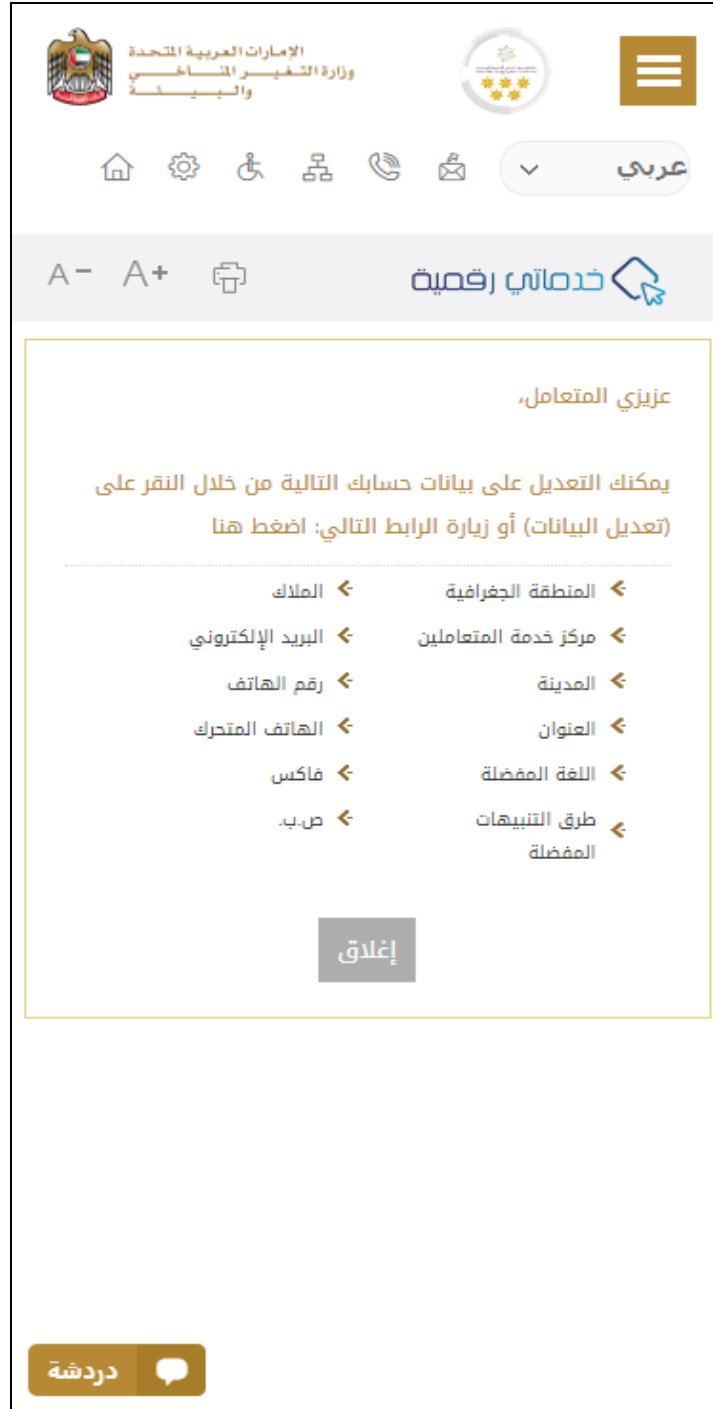 الإمارات العربية المتحدة
وزارة التغير المناخي
والبيئة
عربي
A- A+
خدماتي رقمية
عزيزي المتعامل،
يمكنك التعديل على بيانات حسابك التالية من خلال النقر على
(تعديل البيانات) أو زيارة الرابط التالي: اضغط هنا
المنطقة الجغرافية
الملاك
مركز خدمة المتعاملين
البريد الإلكتروني
المدينة
رقم الهاتف
العنوان
الهاتف المتحرك
اللغة المفضلة
فاكس
طرق التنبيهات
المفضلة
ص.ب.
إغلاق
دردشة